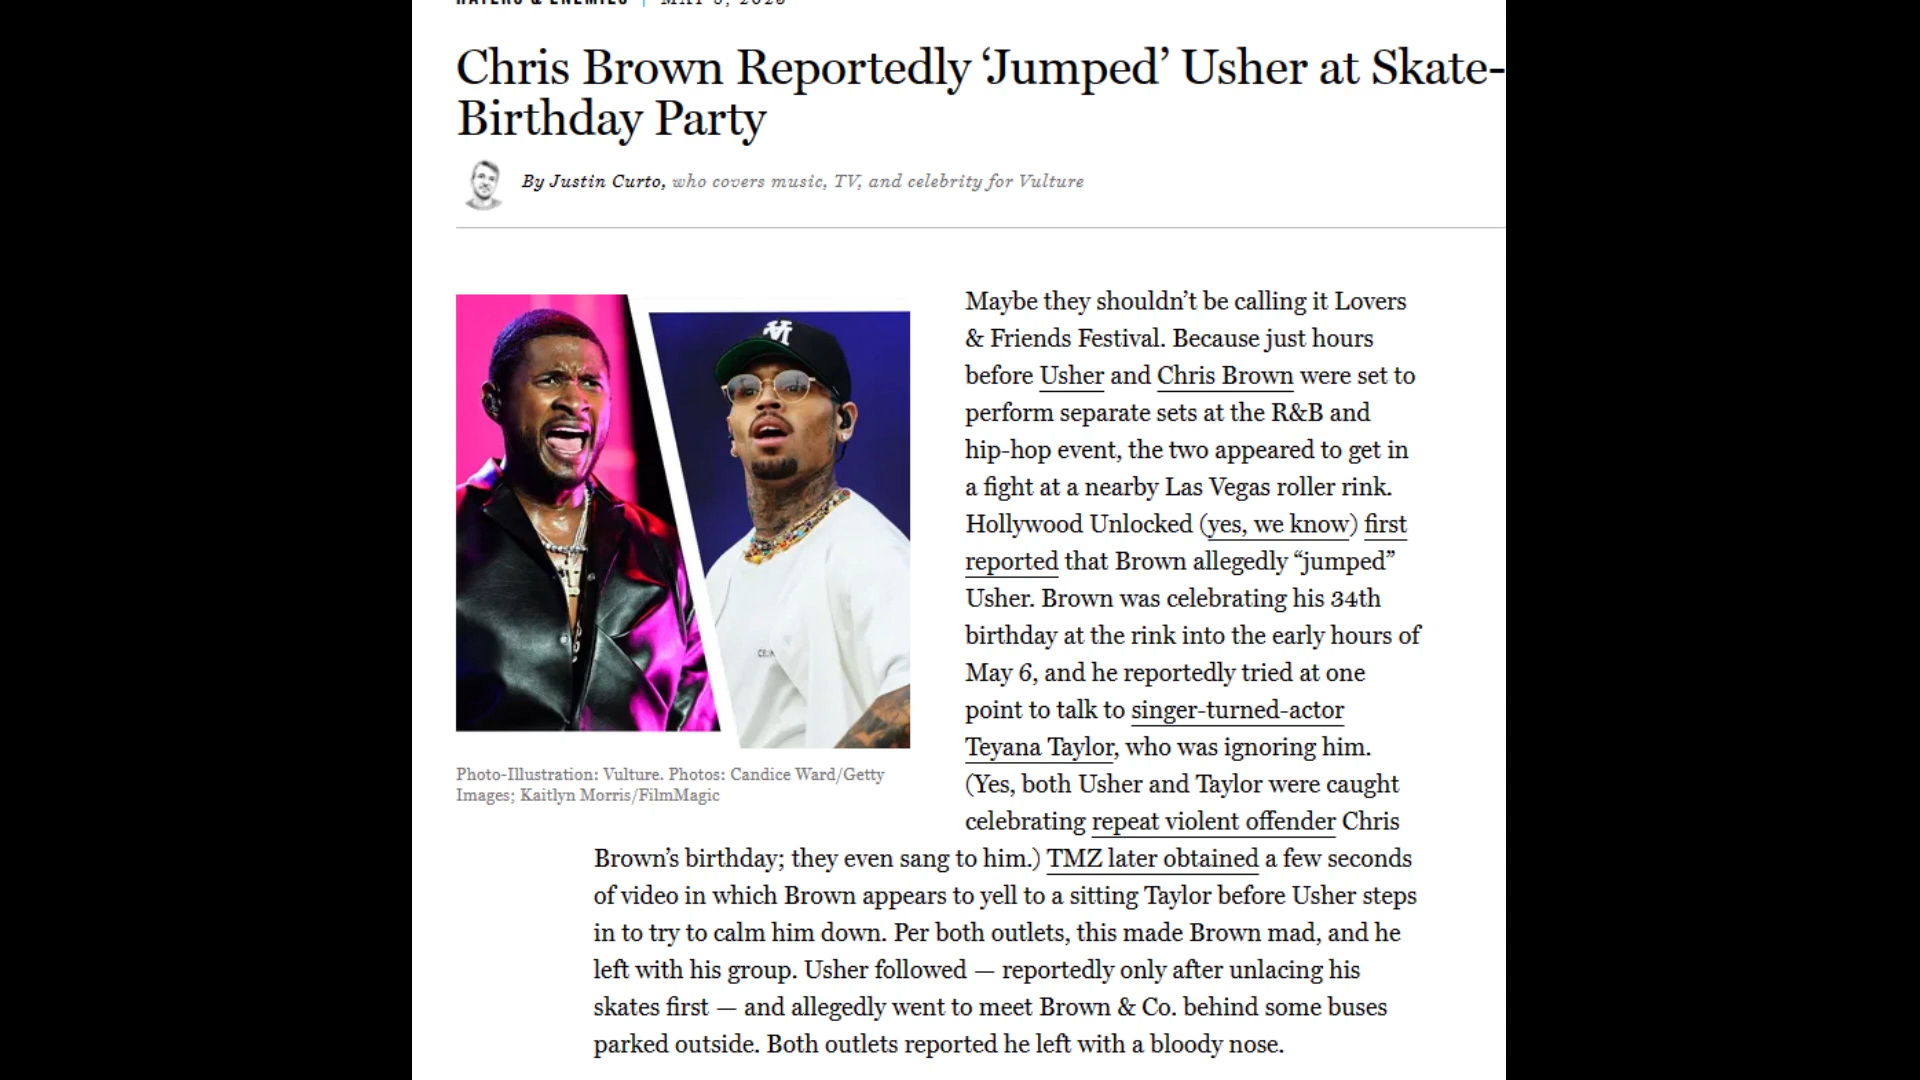 HATERS & ENEMIES | MAY 8, 2023
Chris Brown Reportedly ‘Jumped’ Usher at Skate-
Birthday Party
By Justin Curto, who covers music, TV, and celebrity for Vulture
Maybe they shouldn’t be calling it Lovers
& Friends Festival. Because just hours
before Usher and Chris Brown were set to
perform separate sets at the R&B and
hip-hop event, the two appeared to get in
a fight at a nearby Las Vegas roller rink.
Hollywood Unlocked (yes, we know) first
reported that Brown allegedly “jumped”
Usher. Brown was celebrating his 34th
birthday at the rink into the early hours of
May 6, and he reportedly tried at one
point to talk to singer-turned-actor
Teyana Taylor, who was ignoring him.
(Yes, both Usher and Taylor were caught
celebrating repeat violent offender Chris
Brown’s birthday; they even sang to him.) TMZ later obtained a few seconds
of video in which Brown appears to yell to a sitting Taylor before Usher steps
in to try to calm him down. Per both outlets, this made Brown mad, and he
left with his group. Usher followed — reportedly only after unlacing his
skates first — and allegedly went to meet Brown & Co. behind some buses
parked outside. Both outlets reported he left with a bloody nose.
Photo-Illustration: Vulture. Photos: Candice Ward/Getty
Images; Kaitlyn Morris/FilmMagic